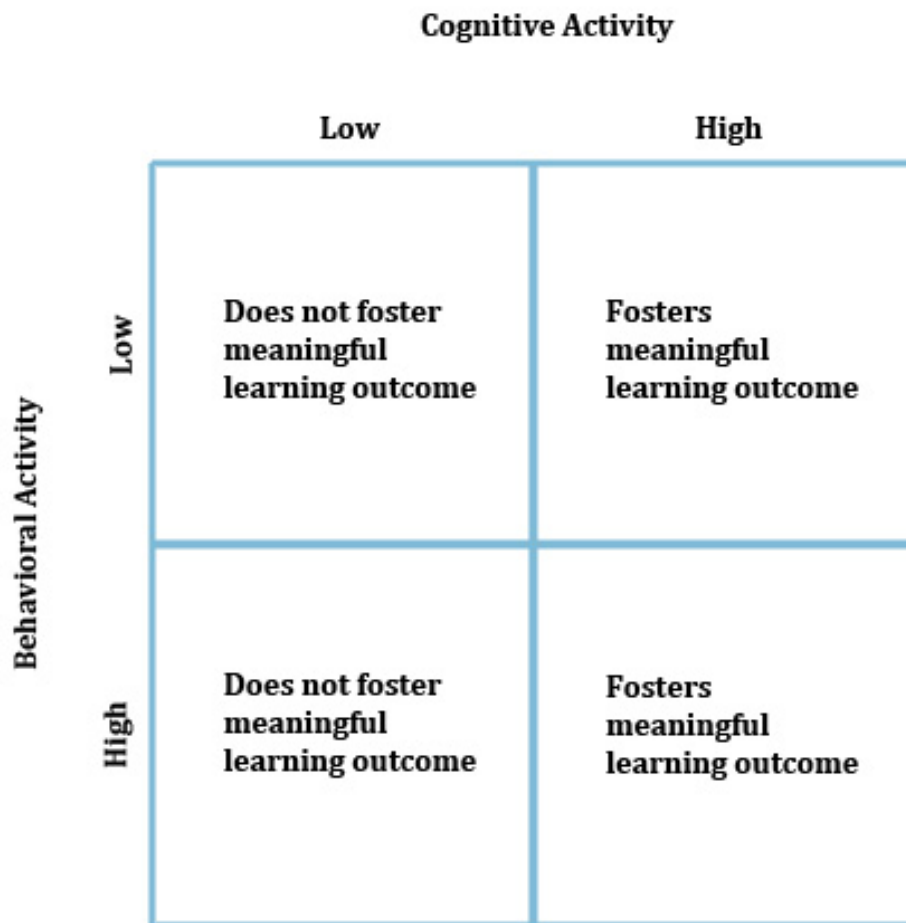 Cognitive Activity
Low
High
Behavioral Activity
Low
Does not foster
meaningful
learning outcome
Fosters
meaningful
learning outcome
High
Does not foster
meaningful
learning outcome
Fosters
meaningful
learning outcome